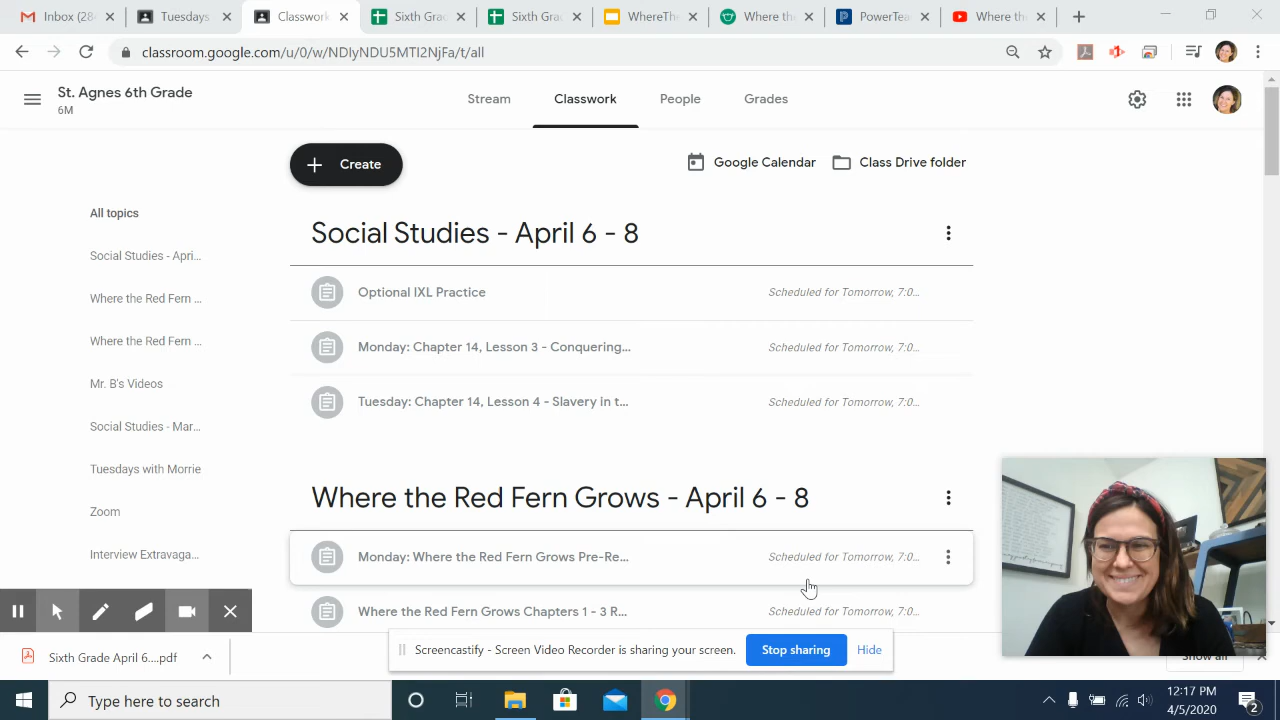 Inbox (28
Tuesdays
Classwork
Sixth Grad
Sixth Grad
WhereThe
Where the
PowerTea
Where the
classroom.google.com/u/0/w/NDIyNDU5MTI2NjFa/t/all
St. Agnes 6th Grade
6M
Stream
Classwork
People
Grades
Create
Google Calendar
Class Drive folder
All topics
Social Studies - Apri...
Where the Red Fern ...
Where the Red Fern ...
Mr. B's Videos
Social Studies - Mar...
Tuesdays with Morrie
Zoom
Interview Extravaga...
Social Studies - April 6 - 8
Optional IXL Practice
Scheduled for Tomorrow, 7:0...
Monday: Chapter 14, Lesson 3 - Conquering...
Scheduled for Tomorrow, 7:0...
Tuesday: Chapter 14, Lesson 4 - Slavery in t...
Scheduled for Tomorrow, 7:0...
Where the Red Fern Grows - April 6 - 8
Monday: Where the Red Fern Grows Pre-Re...
Scheduled for Tomorrow, 7:0...
Where the Red Fern Grows Chapters 1 - 3 R...
Scheduled for Tomorrow, 7:0...
Screencastify - Screen Video Recorder is sharing your screen.
Stop sharing
Hide
Sixth Grade April 6....pdf
Show all
Type here to search
12:17 PM
4/5/2020
2